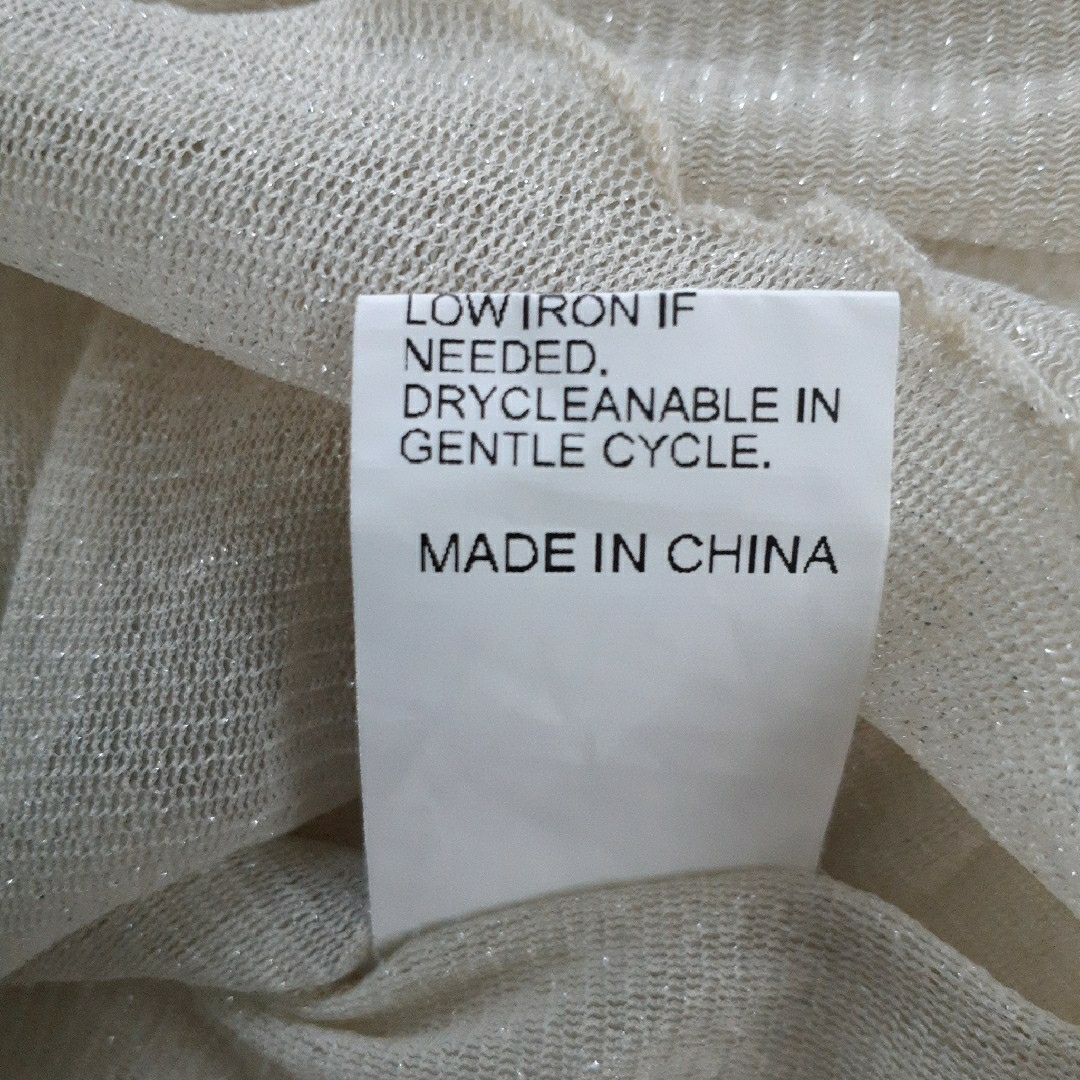 LOW IRON IF
NEEDED.
DRYCLEANABLE IN
GENTLE CYCLE.
MADE IN CHINA